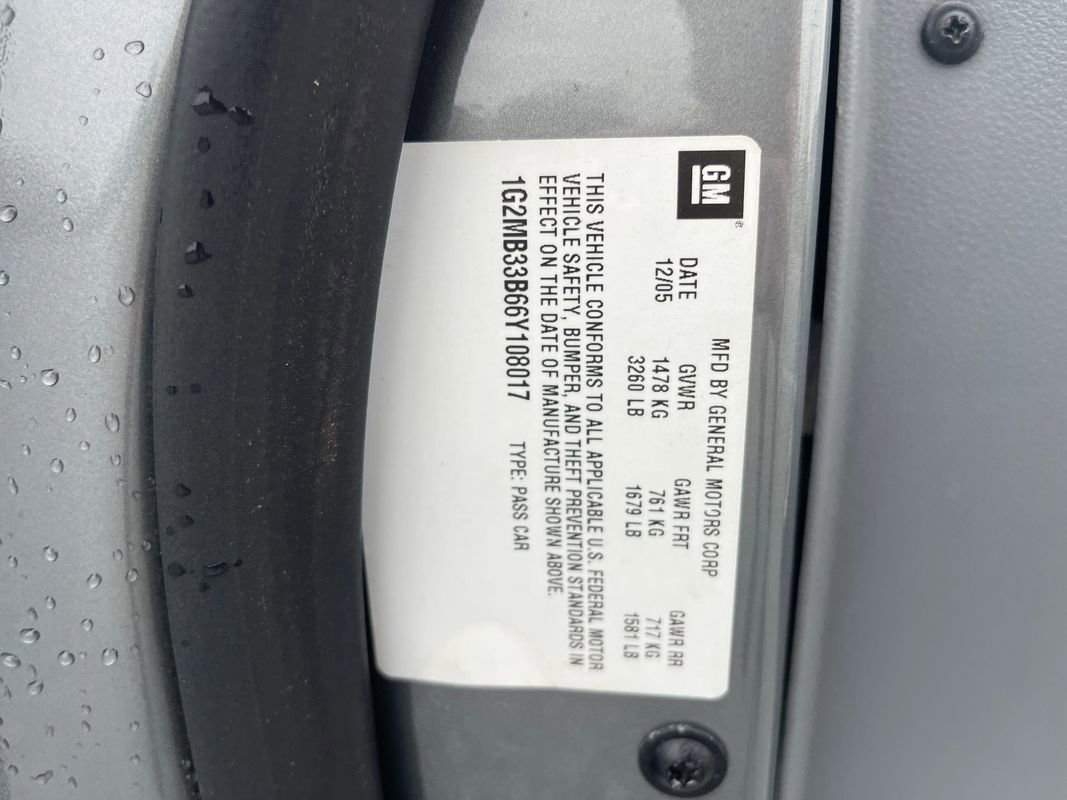 GM®
MFD BY GENERAL MOTORS CORP
DATE GVWR GAWR FRT GAWR RR
12/05 1478 KG 761 KG 717 KG
3260 LB 1679 LB 1581 LB
THIS VEHICLE CONFORMS TO ALL APPLICABLE U.S. FEDERAL MOTOR
VEHICLE SAFETY, BUMPER, AND THEFT PREVENTION STANDARDS IN
EFFECT ON THE DATE OF MANUFACTURE SHOWN ABOVE.
1G2MB33B66Y108017 TYPE: PASS CAR